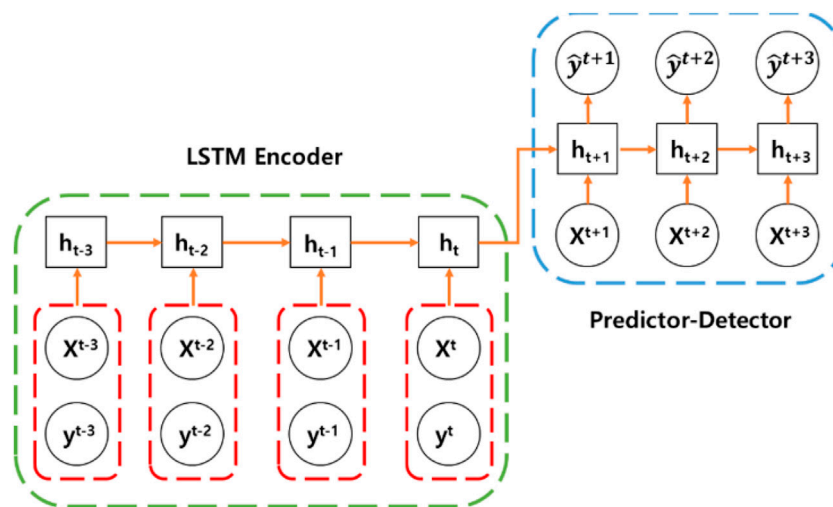 ŷᵗ⁺¹ ŷᵗ⁺² ŷᵗ⁺³
hₜ₊₁ hₜ₊₂ hₜ₊₃
Xᵗ⁺¹ Xᵗ⁺² Xᵗ⁺³
Predictor-Detector
LSTM Encoder
hₜ₋₃ hₜ₋₂ hₜ₋₁ hₜ
Xᵗ⁻³ Xᵗ⁻² Xᵗ⁻¹ Xᵗ
yᵗ⁻³ yᵗ⁻² yᵗ⁻¹ yᵗ